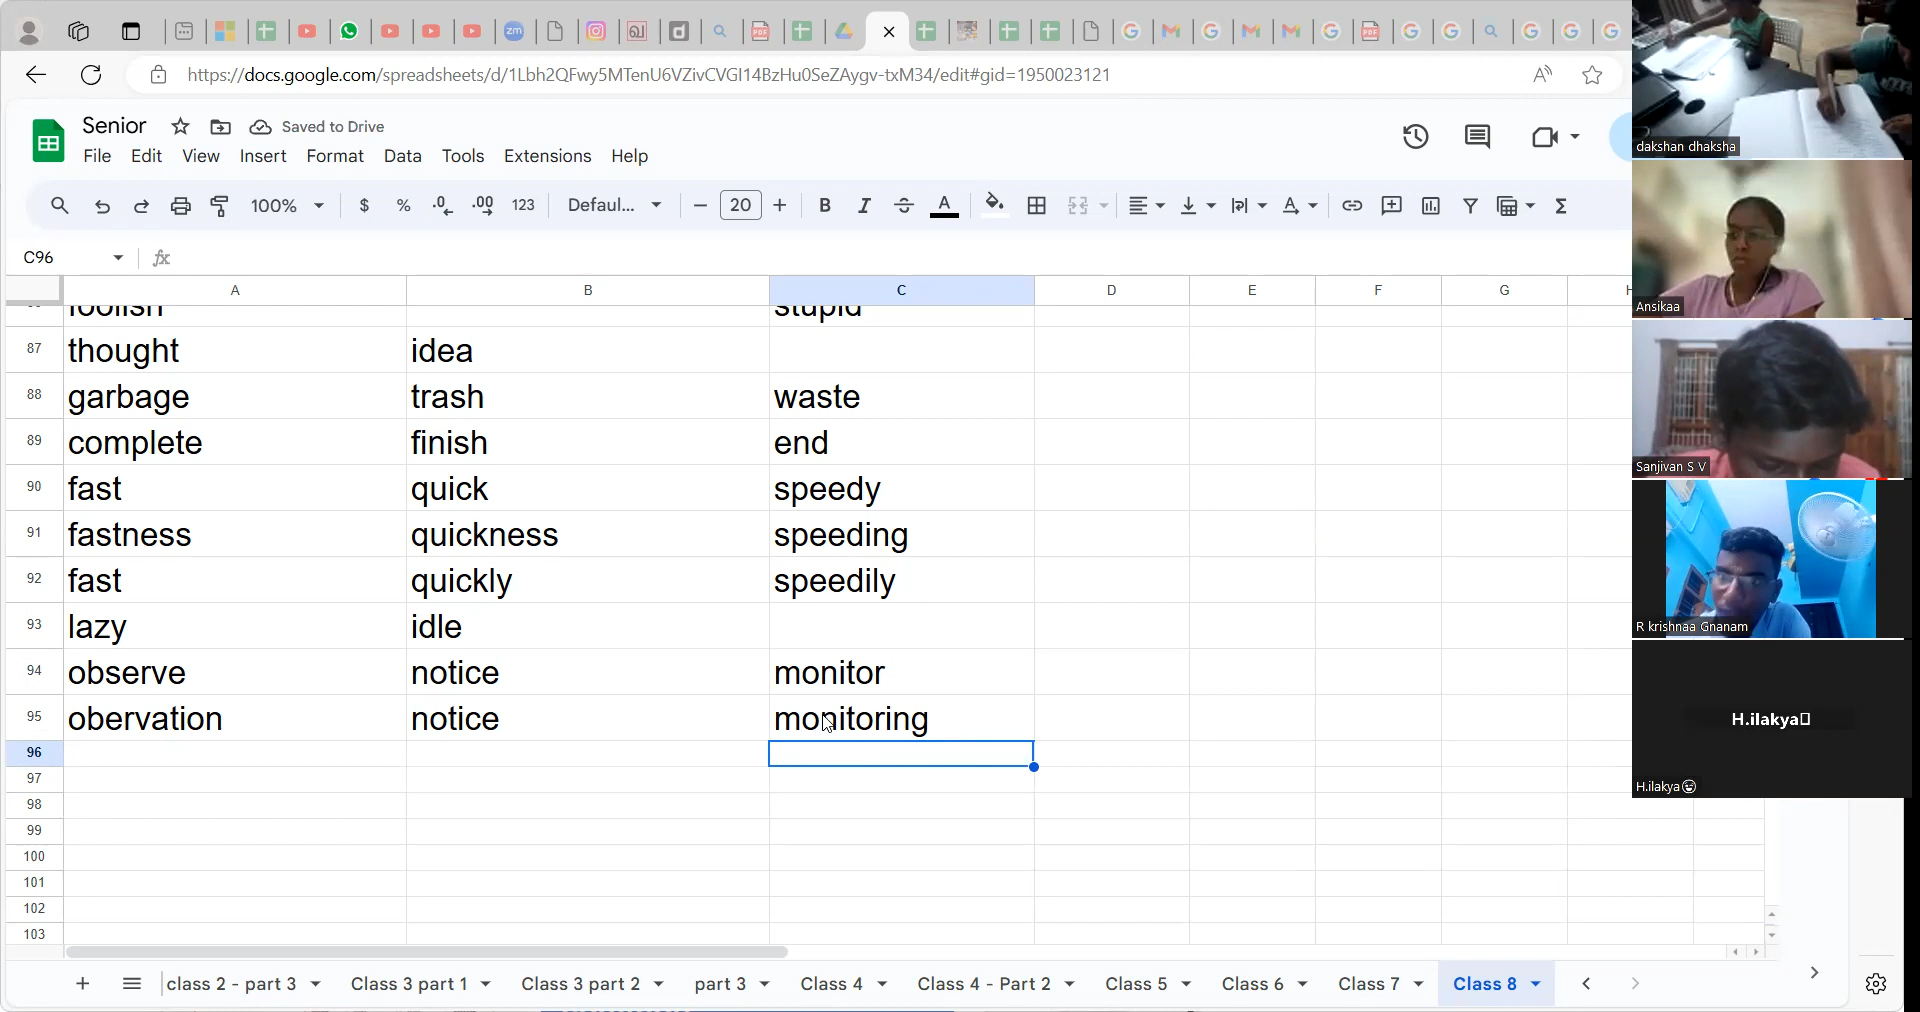 https://docs.google.com/spreadsheets/d/1Lbh2QFwy5MTenU6VZivCVGI14BzHu0SeZAygv-txM34/edit#gid=1950023121
Senior Saved to Drive
File Edit View Insert Format Data Tools Extensions Help
100% $ % .0 .00 123 Defaul... 20 B I A
C96 fx
A B C D E F G H
foolish stupid
87 thought idea
88 garbage trash waste
89 complete finish end
90 fast quick speedy
91 fastness quickness speeding
92 fast quickly speedily
93 lazy idle
94 observe notice monitor
95 obervation notice monitoring
96
97
98
99
100
101
102
103
class 2 - part 3 Class 3 part 1 Class 3 part 2 part 3 Class 4 Class 4 - Part 2 Class 5 Class 6 Class 7 Class 8
dakshan dhaksha
Ansikaa
Sanjivan S V
R krishnaa Gnanam
H.ilakya
H.ilakya😀